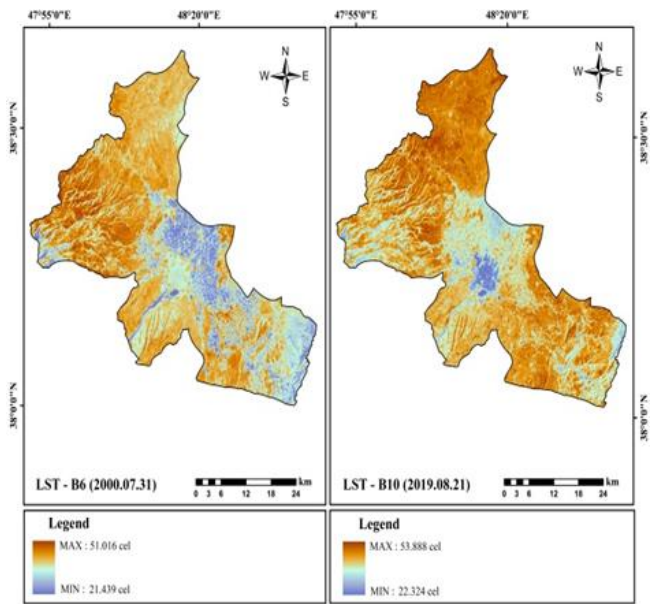 47°55'0"E 48°20'0"E 47°55'0"E 48°20'0"E
N N
W E W E
S S
38°30'0"N 38°30'0"N
38°0'0"N 38°0'0"N
km km
LST - B6 (2000.07.31) 0 3 6 12 18 24 LST - B10 (2019.08.21) 0 3 6 12 18 24
Legend Legend
MAX : 51.016 cel MAX : 53.888 cel
MIN : 21.439 cel MIN : 22.324 cel